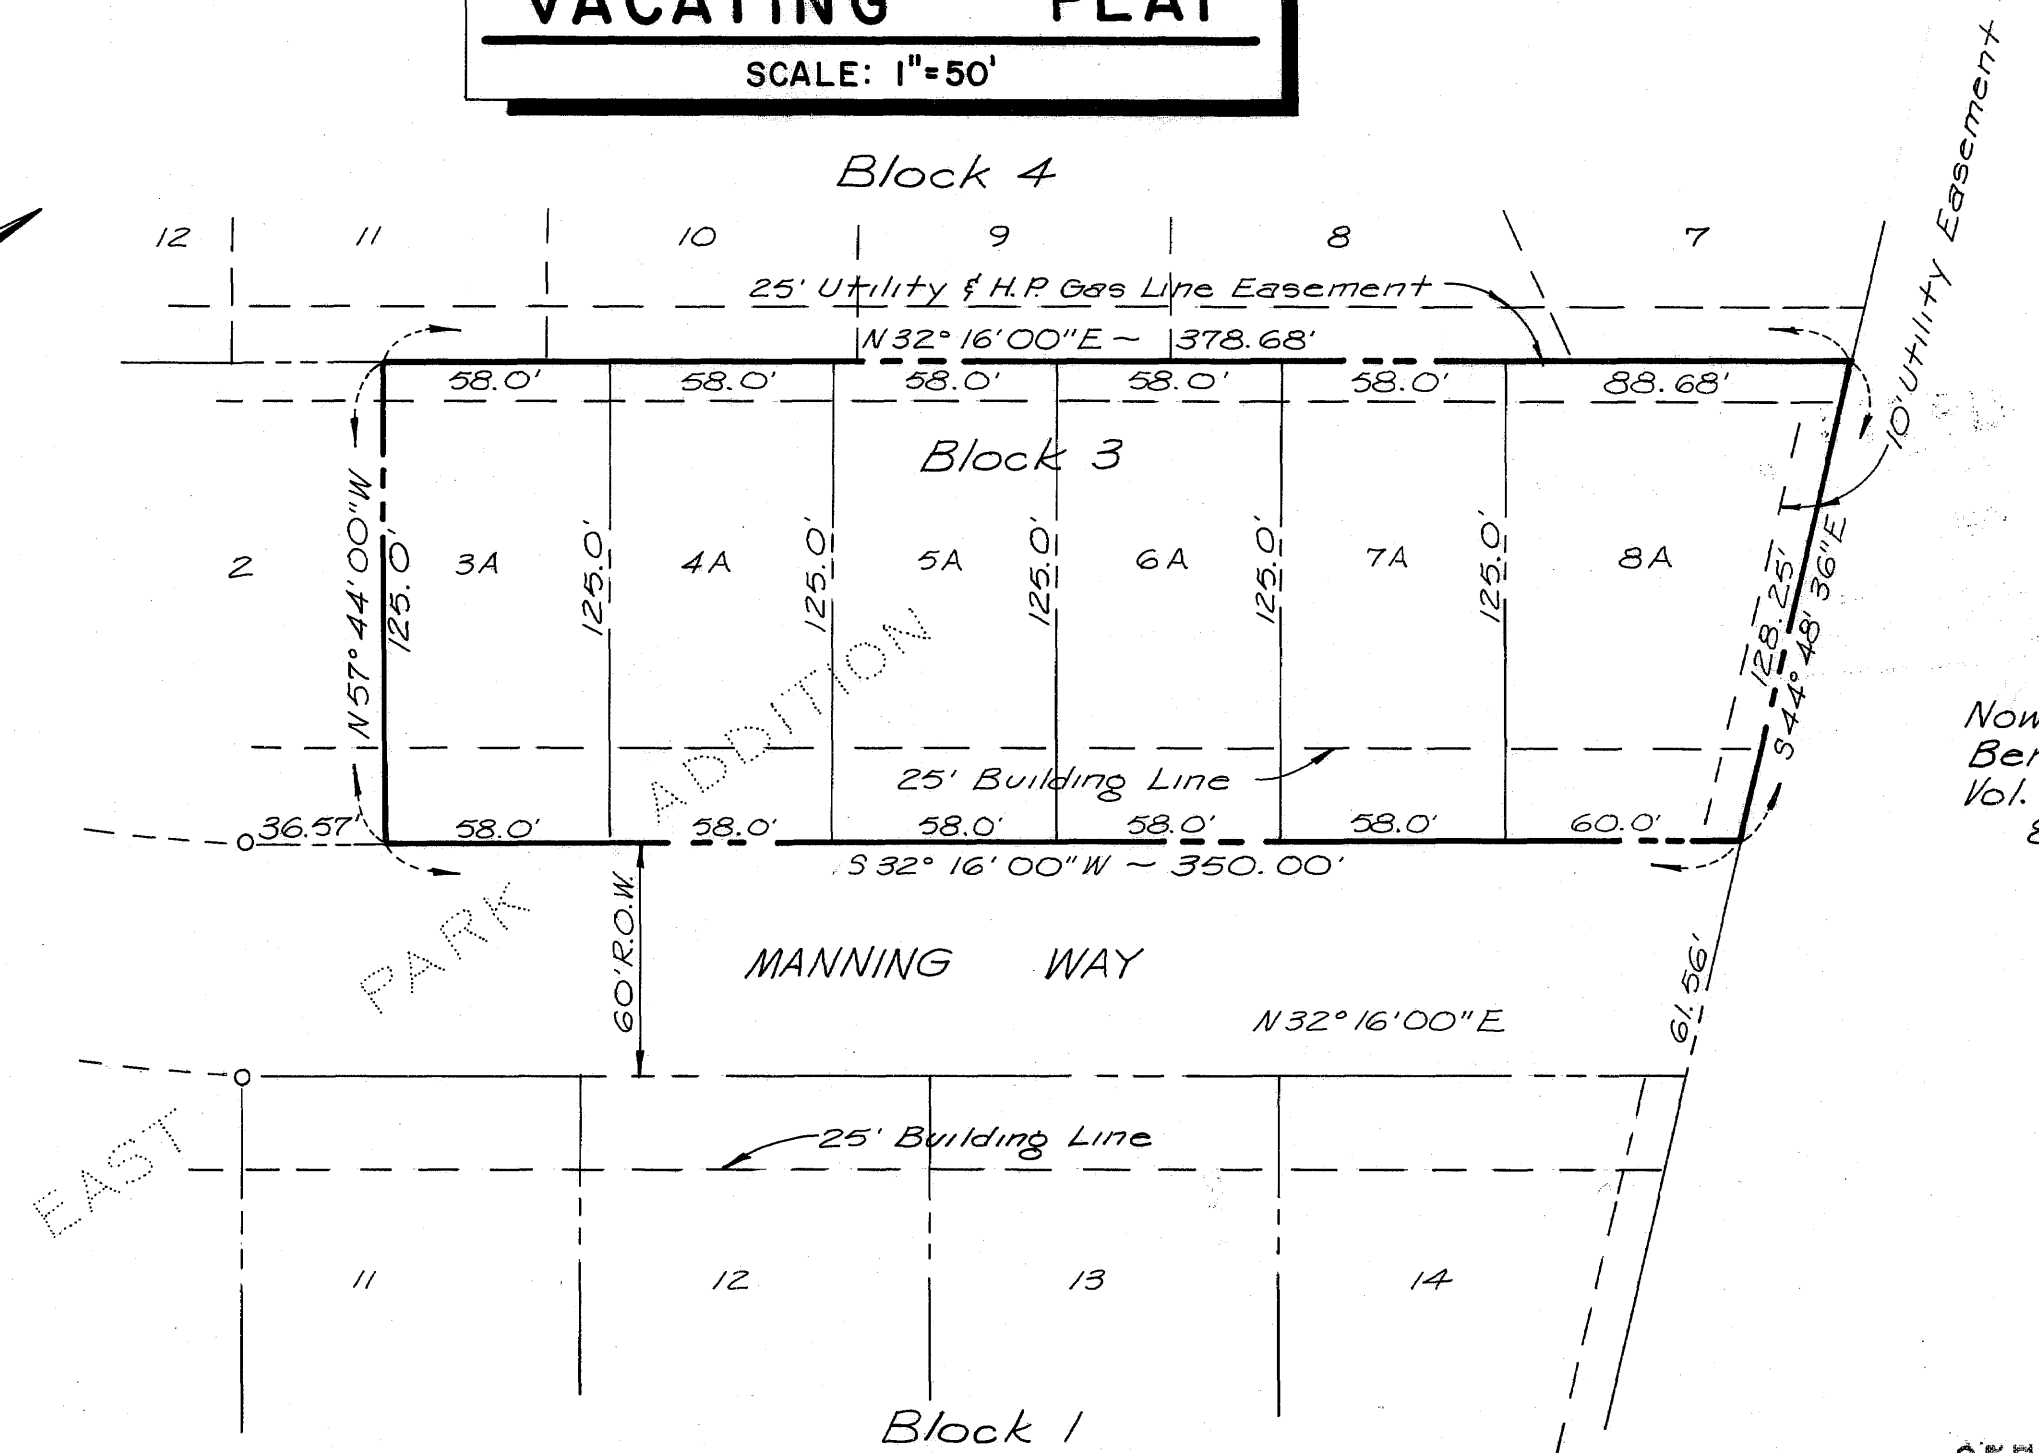 VACATING PLAT
SCALE: 1"=50'
Block 4
12 11 10 9 8 7
25' Utility & H.P. Gas Line Easement
10' Utility Easement
N 32° 16' 00" E ~ 378.68'
58.0' 58.0' 58.0' 58.0' 58.0' 88.68'
Block 3
N 57° 44' 00" W
125.0' 125.0' 125.0' 125.0' 125.0' 125.0'
2 3A 4A 5A 6A 7A 8A
128.25'
S 44° 48' 36" E
25' Building Line
36.57' 58.0' 58.0' 58.0' 58.0' 58.0' 60.0'
S 32° 16' 00" W ~ 350.00'
60' R.O.W.
MANNING WAY
61.56'
N 32° 16' 00" E
EAST PARK ADDITION
25' Building Line
11 12 13 14
Block 1
Vol.